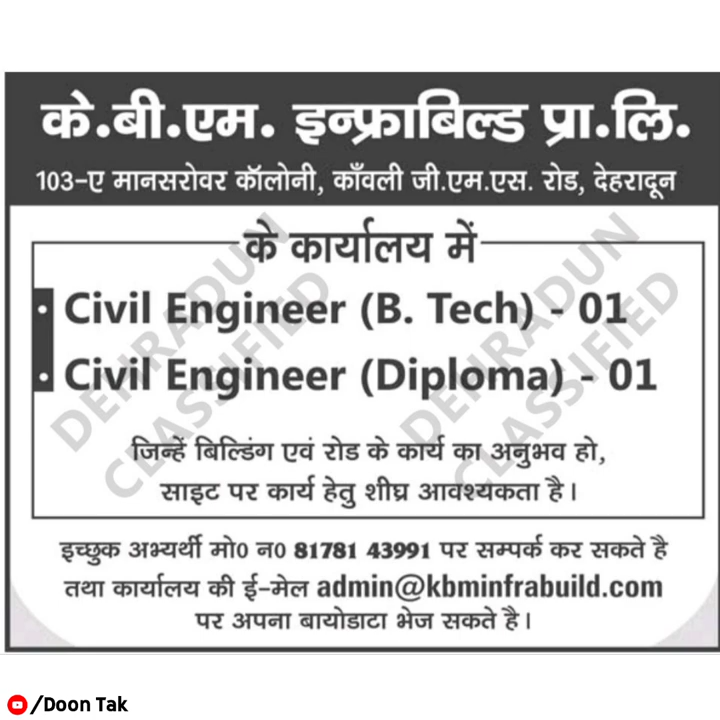 के.बी.एम. इन्फ्राबिल्ड प्रा.लि.
103-ए मानसरोवर कॉलोनी, काँवली जी.एम.एस. रोड, देहरादून
के कार्यालय में
• Civil Engineer (B. Tech) - 01
• Civil Engineer (Diploma) - 01
जिन्हें बिल्डिंग एवं रोड के कार्य का अनुभव हो,
साइट पर कार्य हेतु शीघ्र आवश्यकता है।
इच्छुक अभ्यर्थी मो0 न0 81781 43991 पर सम्पर्क कर सकते है
तथा कार्यालय की ई-मेल admin@kbminfrabuild.com
पर अपना बायोडाटा भेज सकते है।
DEHRADUN
CLASSIFIED
DEHRADUN
CLASSIFIED
/Doon Tak